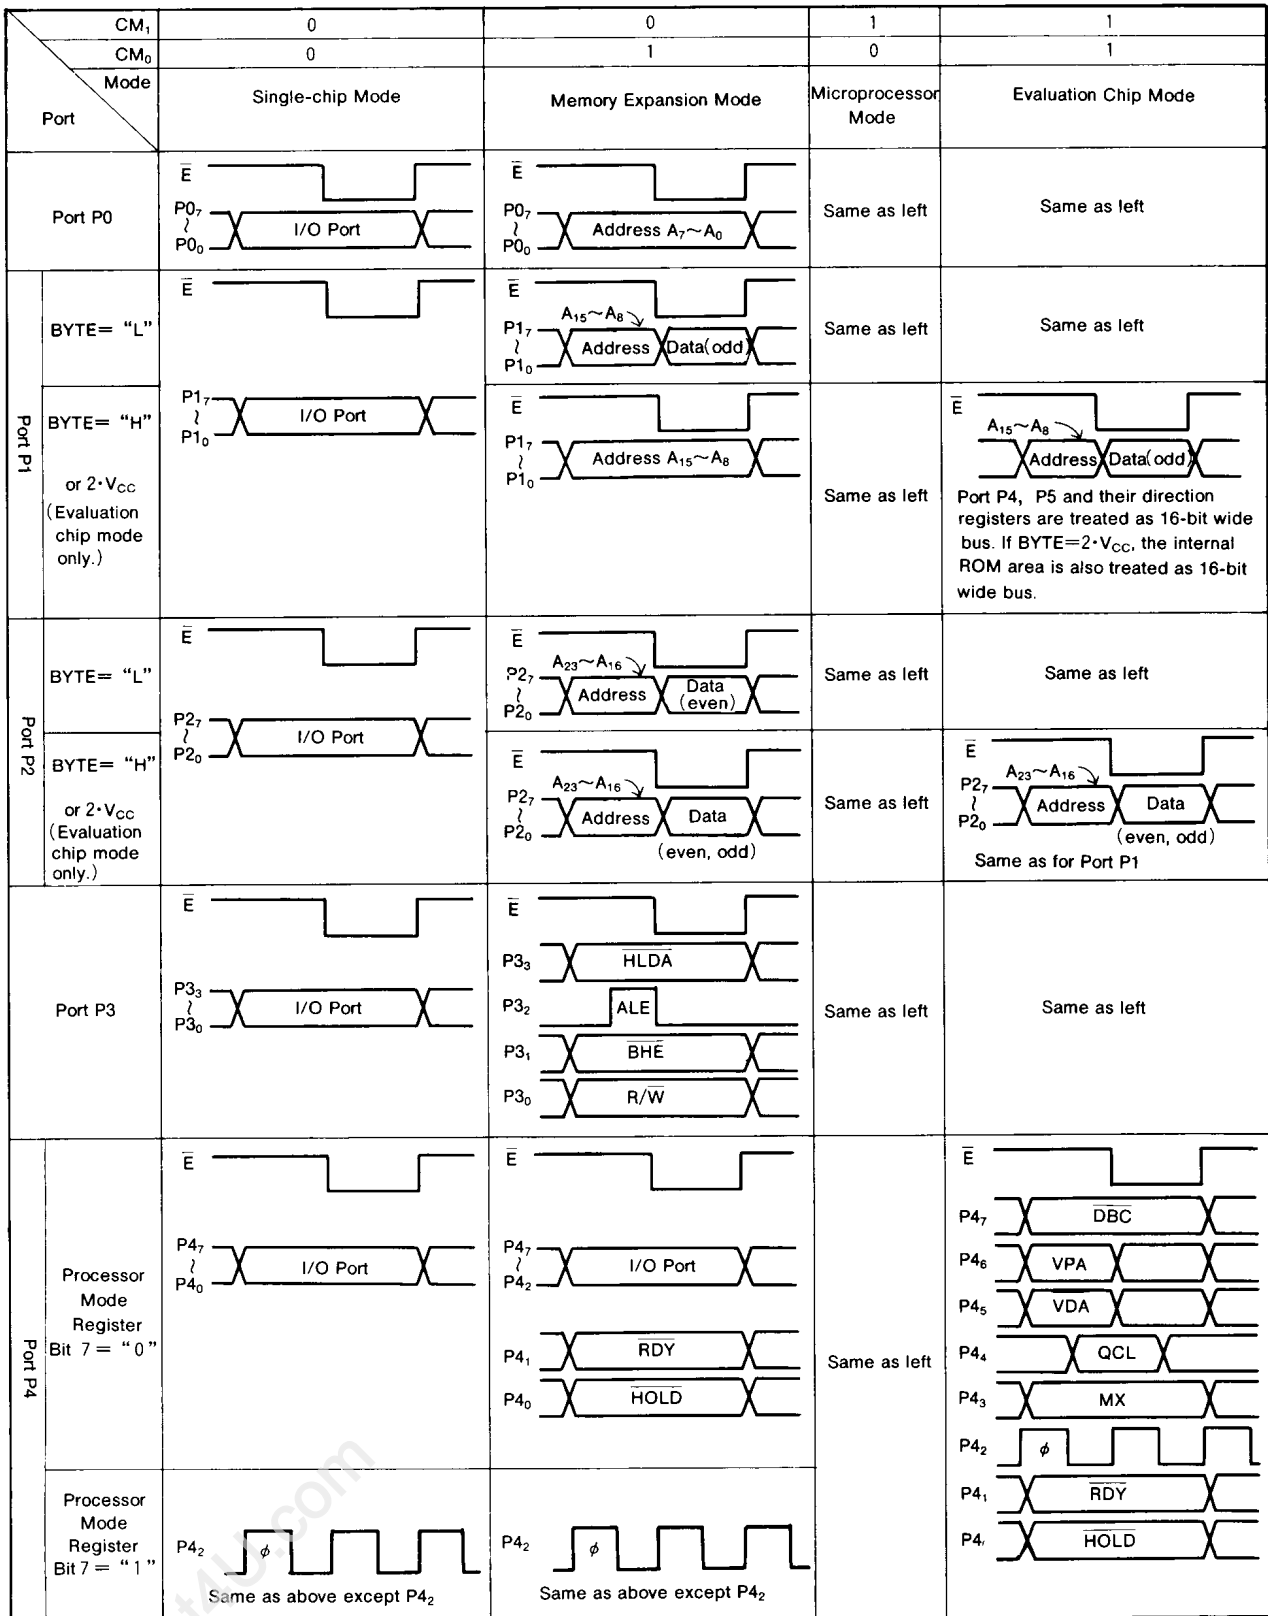 CM₁ 0 0 1 1
CM₀ 0 1 0 1
Mode
Port
Single-chip Mode
Memory Expansion Mode
Microprocessor
Mode
Evaluation Chip Mode
Port P0
E̅
P0₇
≀
P0₀
I/O Port
E̅
P0₇
≀
P0₀
Address A₇~A₀
Same as left
Same as left
Port P1
BYTE= “L”
E̅
E̅
A₁₅~A₈
P1₇
≀
P1₀
Address
Data(odd)
Same as left
Same as left
BYTE= “H”
or 2·V_CC
(Evaluation
chip mode
only.)
P1₇
≀
P1₀
I/O Port
E̅
P1₇
≀
P1₀
Address A₁₅~A₈
Same as left
E̅
A₁₅~A₈
Address
Data(odd)
Port P4, P5 and their direction
registers are treated as 16-bit wide
bus. If BYTE=2·V_CC, the internal
ROM area is also treated as 16-bit
wide bus.
Port P2
BYTE= “L”
E̅
E̅
A₂₃~A₁₆
P2₇
≀
P2₀
Address
Data
(even)
Same as left
Same as left
P2₇
≀
P2₀
I/O Port
BYTE= “H”
or 2·V_CC
(Evaluation
chip mode
only.)
E̅
A₂₃~A₁₆
P2₇
≀
P2₀
Address
Data
(even, odd)
Same as left
E̅
A₂₃~A₁₆
P2₇
≀
P2₀
Address
Data
(even, odd)
Same as for Port P1
Port P3
E̅
P3₃
≀
P3₀
I/O Port
E̅
P3₃ H̅L̅D̅A̅
P3₂ ALE
P3₁ B̅H̅E̅
P3₀ R/W̅
Same as left
Same as left
Port P4
Processor
Mode
Register
Bit 7 = “0”
E̅
P4₇
≀
P4₀
I/O Port
E̅
P4₇
≀
P4₂
I/O Port
P4₁ R̅D̅Y̅
P4₀ H̅O̅L̅D̅
Same as left
E̅
P4₇ D̅B̅C̅
P4₆ VPA
P4₅ VDA
P4₄ QCL
P4₃ MX
P4₂ ϕ
P4₁ R̅D̅Y̅
P4 H̅O̅L̅D̅
Processor
Mode
Register
Bit 7 = “1”
P4₂ ϕ
Same as above except P4₂
P4₂ ϕ
Same as above except P4₂
t4U.com